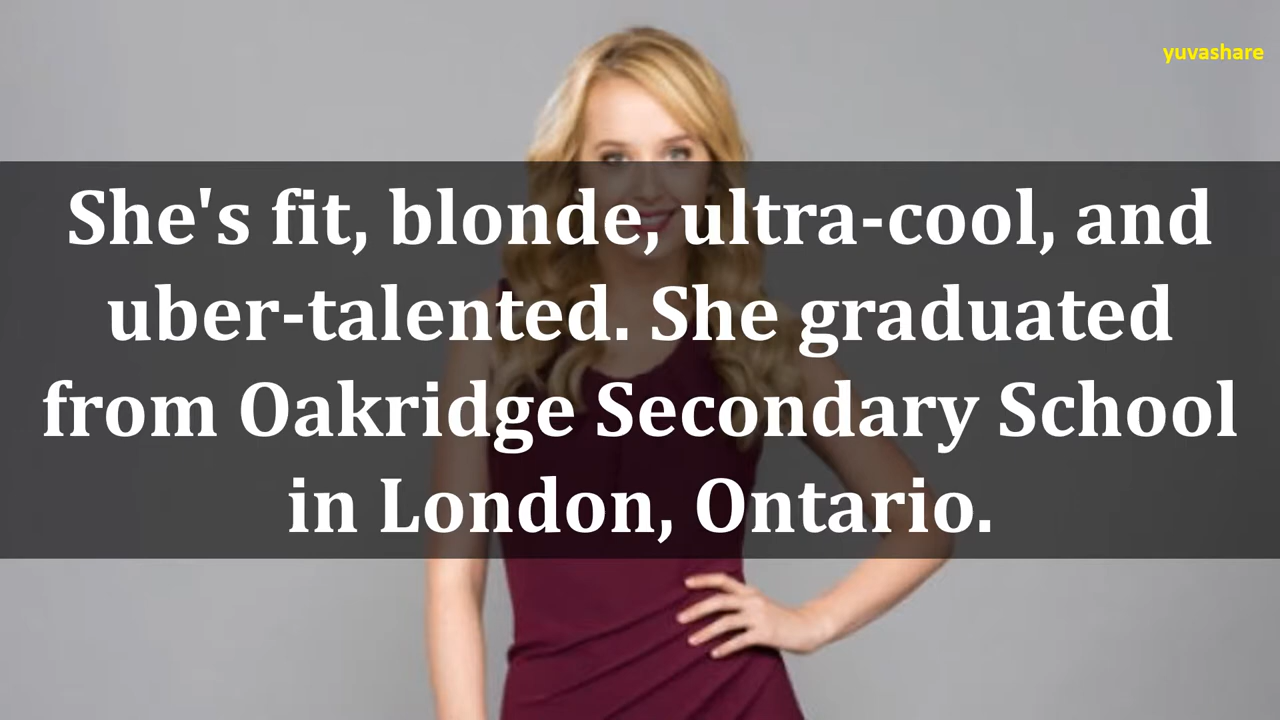 yuvashare
She's fit, blonde, ultra-cool, and
uber-talented. She graduated
from Oakridge Secondary School
in London, Ontario.